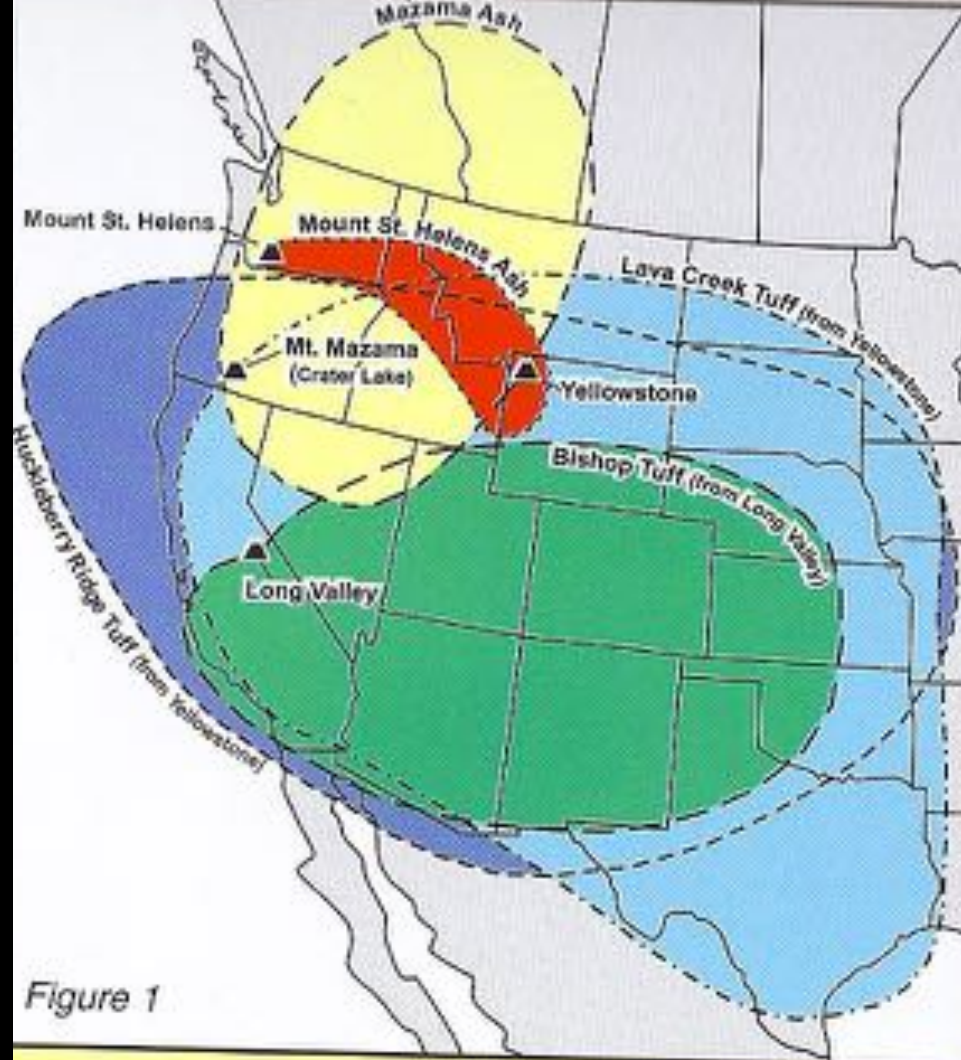 Mazama Ash
Mount St. Helens
Mount St. Helens Ash
Lava Creek Tuff (from Yellowstone)
Mt. Mazama
(Crater Lake)
Yellowstone
Bishop Tuff (from Long Valley)
Huckleberry Ridge Tuff (from Yellowstone)
Long Valley
Figure 1